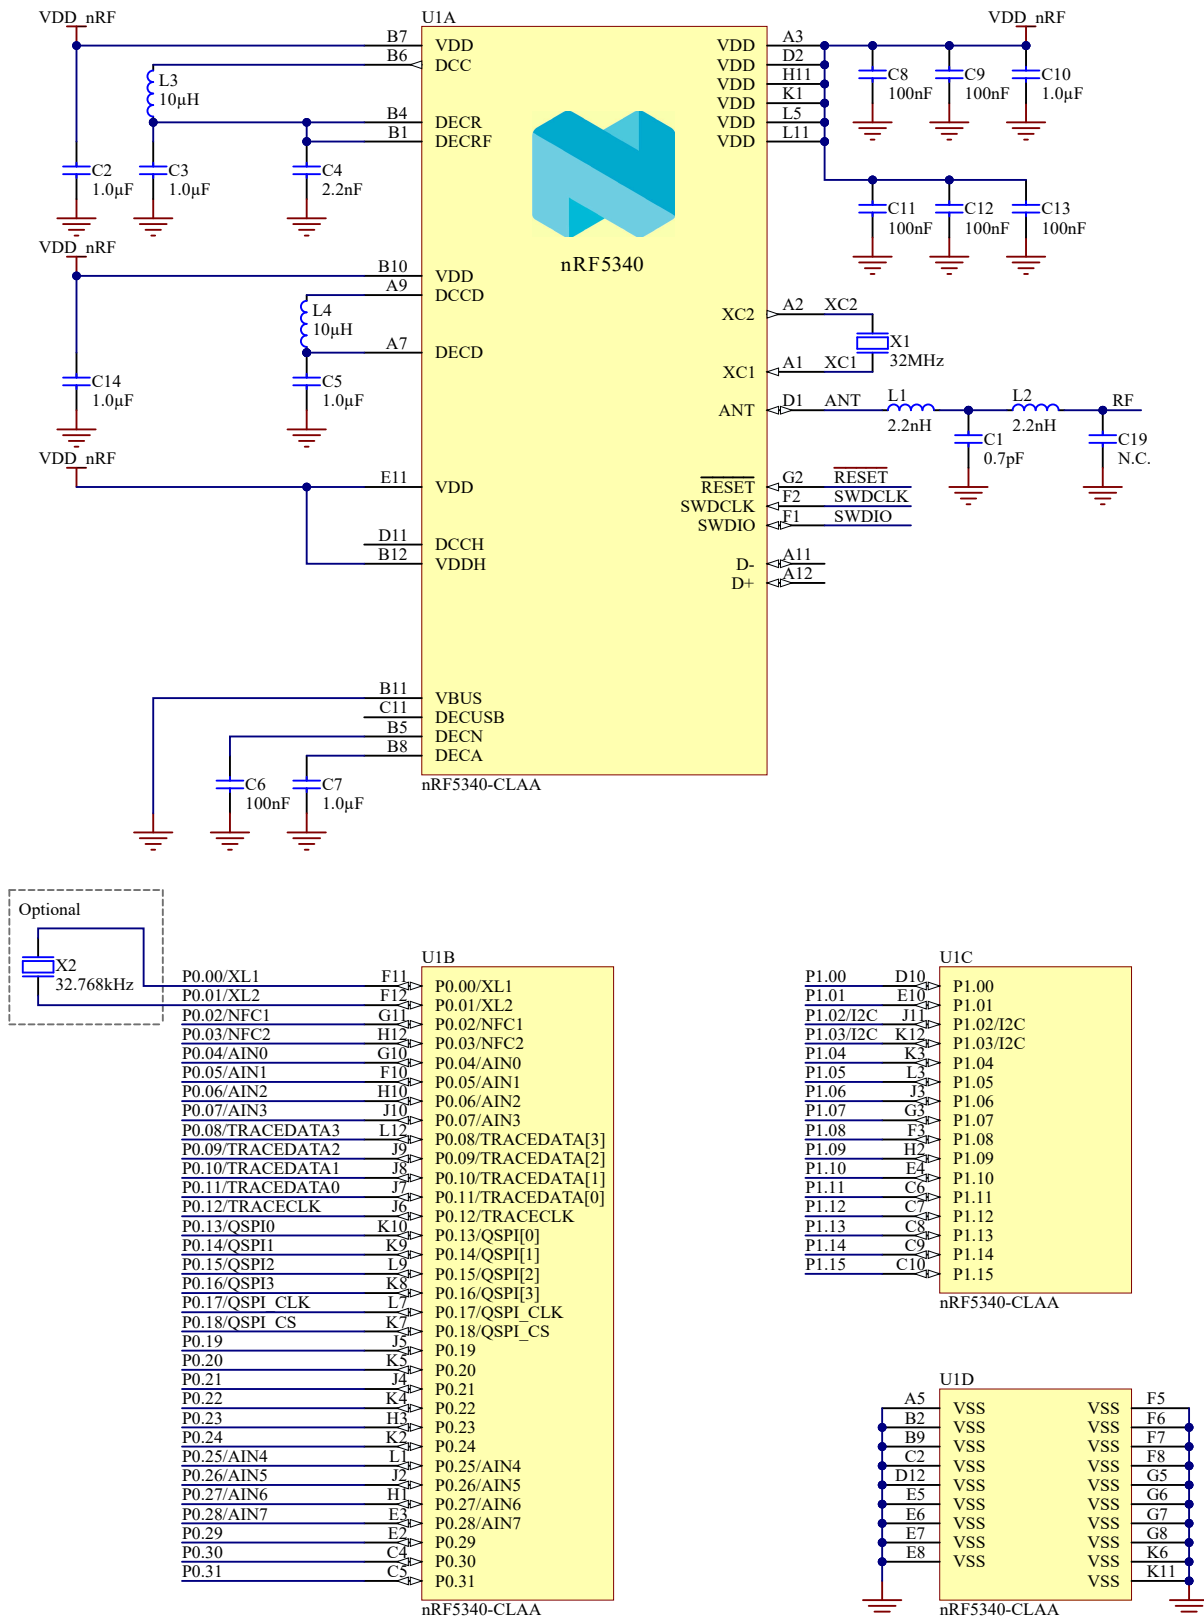 VDD_nRF
U1A
VDD_nRF
B7 VDD
B6 DCC
L3
10µH
B4 DECR
B1 DECRF
C2
1.0µF
C3
1.0µF
C4
2.2nF
VDD A3
VDD D2
VDD H11
VDD K1
VDD L5
VDD L11
C8
100nF
C9
100nF
C10
1.0µF
C11
100nF
C12
100nF
C13
100nF
nRF5340
VDD_nRF
B10 VDD
A9 DCCD
L4
10µH
A7 DECD
C14
1.0µF
C5
1.0µF
XC2 A2 XC2
X1
32MHz
XC1 A1 XC1
ANT D1 ANT
L1
2.2nH
L2
2.2nH
RF
C1
0.7pF
C19
N.C.
VDD_nRF
E11 VDD
D11 DCCH
B12 VDDH
RESET G2 RESET
SWDCLK F2 SWDCLK
SWDIO F1 SWDIO
D- A11
D+ A12
B11 VBUS
C11 DECUSB
B5 DECN
B8 DECA
C6
100nF
C7
1.0µF
nRF5340-CLAA
Optional
X2
32.768kHz
U1B
P0.00/XL1 F11 P0.00/XL1
P0.01/XL2 F12 P0.01/XL2
P0.02/NFC1 G11 P0.02/NFC1
P0.03/NFC2 H12 P0.03/NFC2
P0.04/AIN0 G10 P0.04/AIN0
P0.05/AIN1 F10 P0.05/AIN1
P0.06/AIN2 H10 P0.06/AIN2
P0.07/AIN3 J10 P0.07/AIN3
P0.08/TRACEDATA3 L12 P0.08/TRACEDATA[3]
P0.09/TRACEDATA2 J9 P0.09/TRACEDATA[2]
P0.10/TRACEDATA1 J8 P0.10/TRACEDATA[1]
P0.11/TRACEDATA0 J7 P0.11/TRACEDATA[0]
P0.12/TRACECLK J6 P0.12/TRACECLK
P0.13/QSPI0 K10 P0.13/QSPI[0]
P0.14/QSPI1 K9 P0.14/QSPI[1]
P0.15/QSPI2 L9 P0.15/QSPI[2]
P0.16/QSPI3 K8 P0.16/QSPI[3]
P0.17/QSPI_CLK L7 P0.17/QSPI_CLK
P0.18/QSPI_CS K7 P0.18/QSPI_CS
P0.19 J5 P0.19
P0.20 K5 P0.20
P0.21 J4 P0.21
P0.22 K4 P0.22
P0.23 H3 P0.23
P0.24 K2 P0.24
P0.25/AIN4 L1 P0.25/AIN4
P0.26/AIN5 J2 P0.26/AIN5
P0.27/AIN6 H1 P0.27/AIN6
P0.28/AIN7 E3 P0.28/AIN7
P0.29 E2 P0.29
P0.30 C4 P0.30
P0.31 C5 P0.31
nRF5340-CLAA
U1C
P1.00 D10 P1.00
P1.01 E10 P1.01
P1.02/I2C J11 P1.02/I2C
P1.03/I2C K12 P1.03/I2C
P1.04 K3 P1.04
P1.05 L3 P1.05
P1.06 J3 P1.06
P1.07 G3 P1.07
P1.08 F3 P1.08
P1.09 H2 P1.09
P1.10 E4 P1.10
P1.11 C6 P1.11
P1.12 C7 P1.12
P1.13 C8 P1.13
P1.14 C9 P1.14
P1.15 C10 P1.15
nRF5340-CLAA
U1D
A5 VSS VSS F5
B2 VSS VSS F6
B9 VSS VSS F7
C2 VSS VSS F8
D12 VSS VSS G5
E5 VSS VSS G6
E6 VSS VSS G7
E7 VSS VSS G8
E8 VSS VSS K6
VSS K11
nRF5340-CLAA